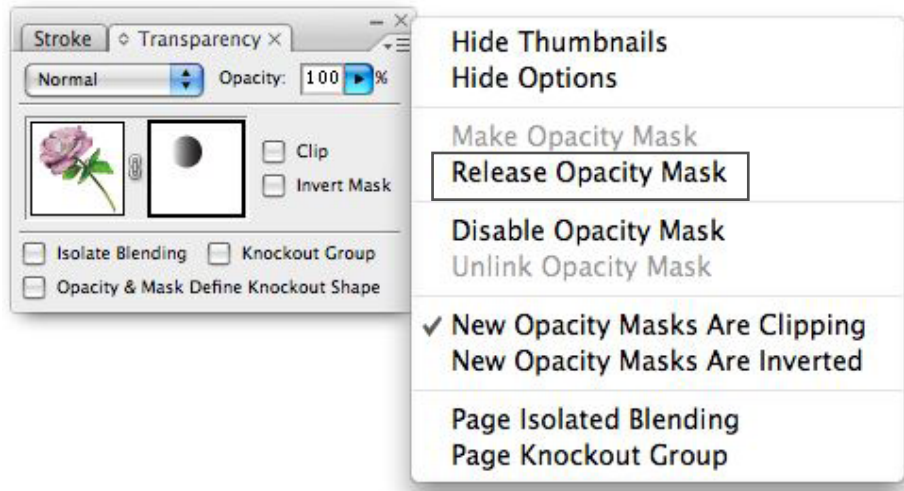 Stroke
Transparency
Normal
Opacity: 100 %
Clip
Invert Mask
Isolate Blending
Knockout Group
Opacity & Mask Define Knockout Shape
Hide Thumbnails
Hide Options
Make Opacity Mask
Release Opacity Mask
Disable Opacity Mask
Unlink Opacity Mask
New Opacity Masks Are Clipping
New Opacity Masks Are Inverted
Page Isolated Blending
Page Knockout Group